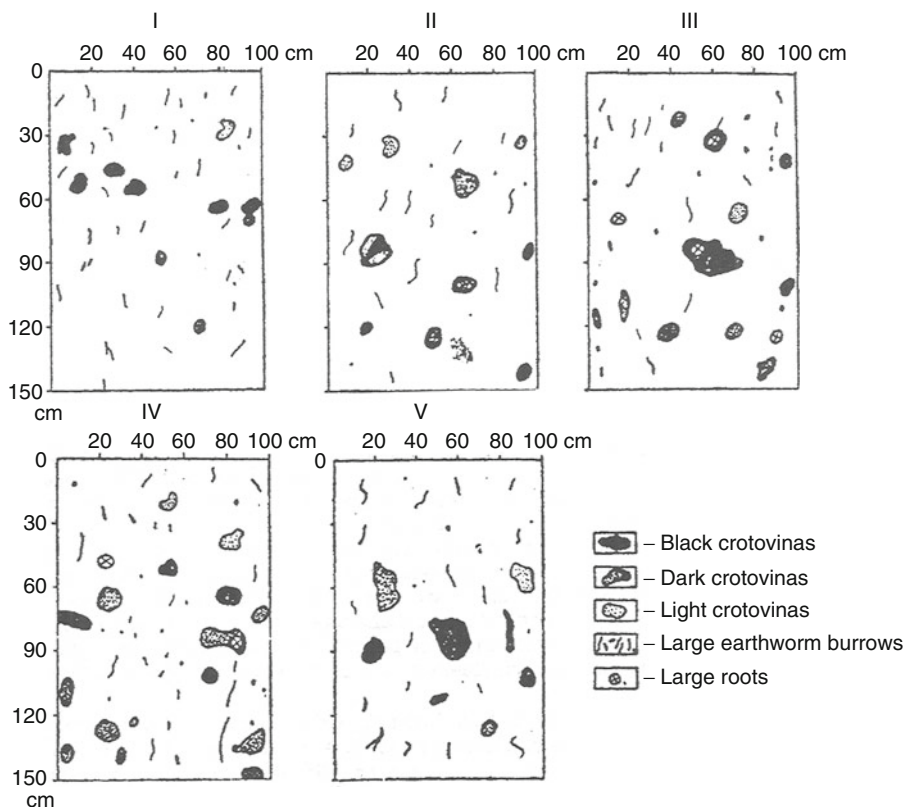 I II III
20 40 60 80 100 cm 20 40 60 80 100 cm 20 40 60 80 100 cm
0
30
60
90
120
150
cm
IV V
20 40 60 80 100 cm 20 40 60 80 100 cm
0 0
30
60
90
120
150
cm
– Black crotovinas
– Dark crotovinas
– Light crotovinas
– Large earthworm burrows
– Large roots